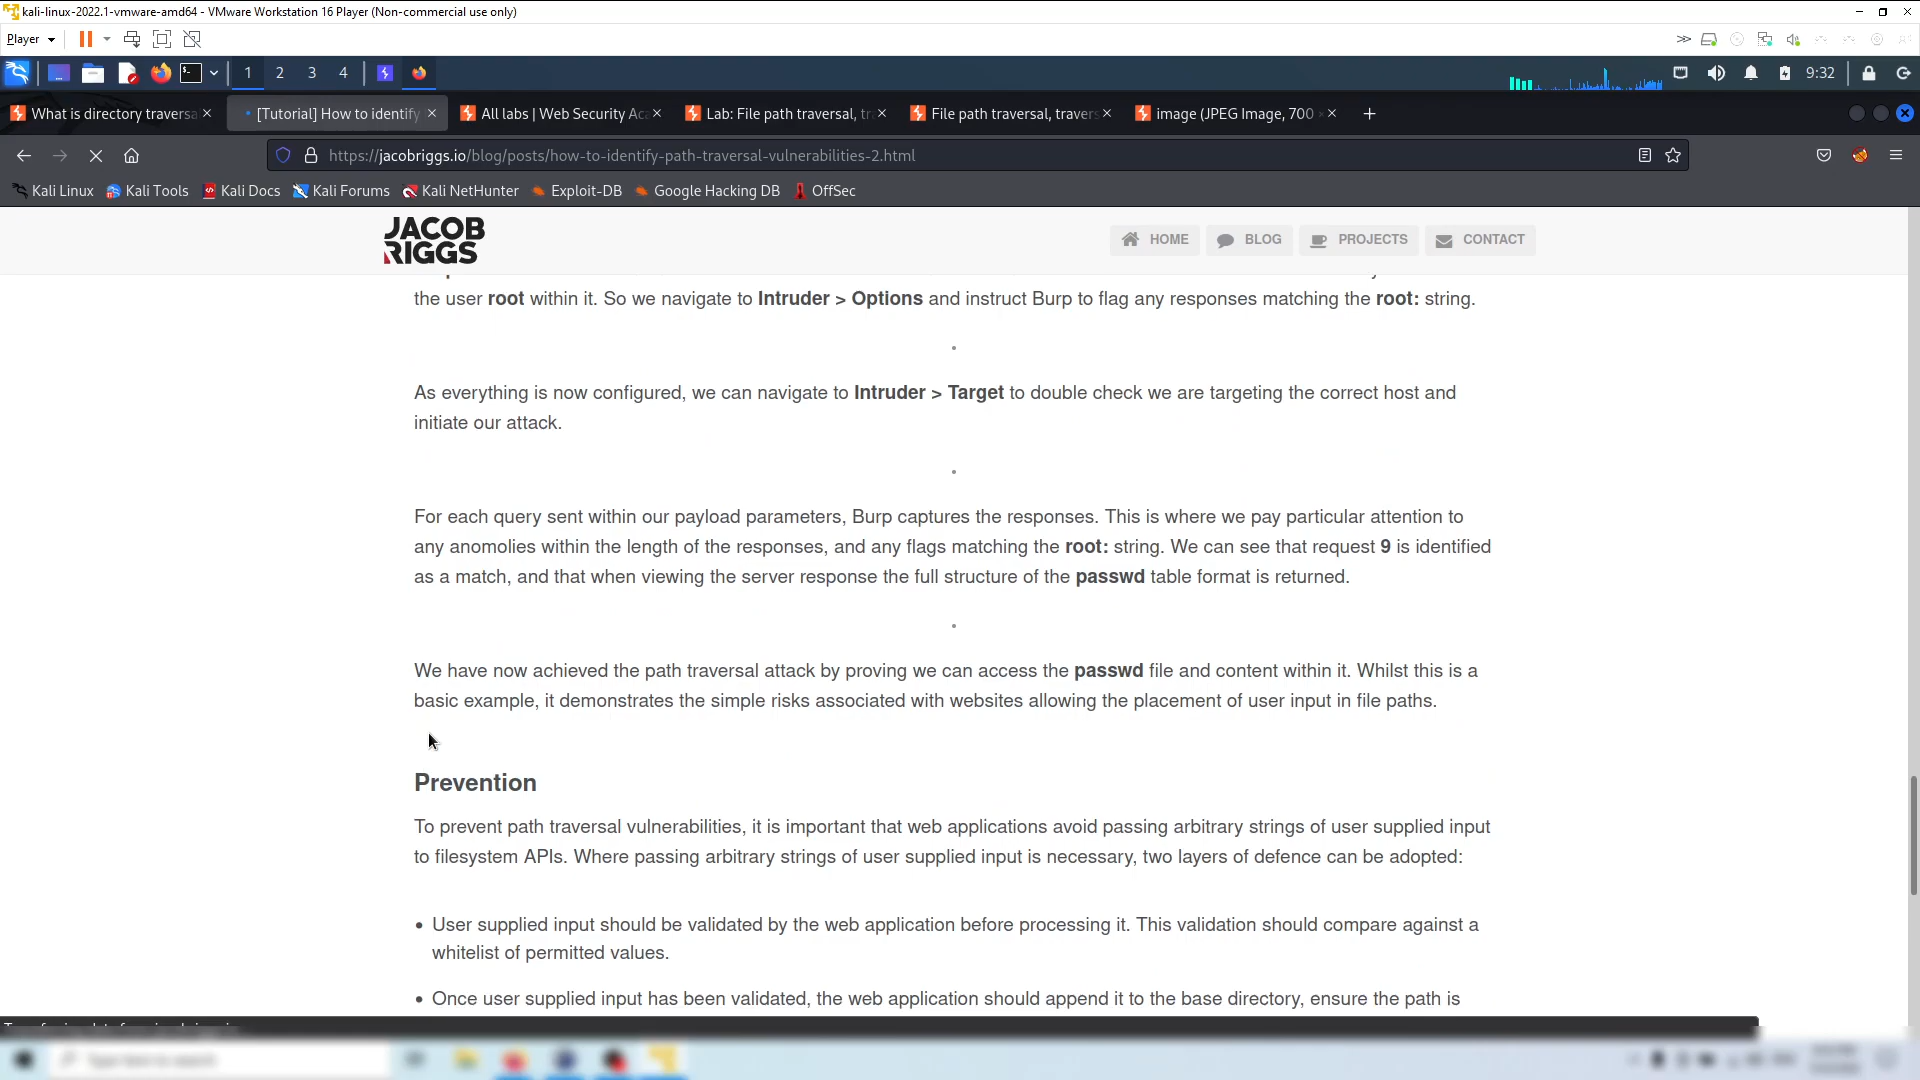 kali-linux-2022.1-vmware-amd64 - VMware Workstation 16 Player (Non-commercial use only)
Player
1 2 3 4 9:32
What is directory traversa
[Tutorial] How to identify
All labs | Web Security Aca
Lab: File path traversal, tr
File path traversal, travers
image (JPEG Image, 700
https://jacobriggs.io/blog/posts/how-to-identify-path-traversal-vulnerabilities-2.html
Kali Linux Kali Tools Kali Docs Kali Forums Kali NetHunter Exploit-DB Google Hacking DB OffSec
JACOB
RIGGS
HOME BLOG PROJECTS CONTACT
the user root within it. So we navigate to Intruder > Options and instruct Burp to flag any responses matching the root: string.
As everything is now configured, we can navigate to Intruder > Target to double check we are targeting the correct host and
initiate our attack.
For each query sent within our payload parameters, Burp captures the responses. This is where we pay particular attention to
any anomolies within the length of the responses, and any flags matching the root: string. We can see that request 9 is identified
as a match, and that when viewing the server response the full structure of the passwd table format is returned.
We have now achieved the path traversal attack by proving we can access the passwd file and content within it. Whilst this is a
basic example, it demonstrates the simple risks associated with websites allowing the placement of user input in file paths.
Prevention
To prevent path traversal vulnerabilities, it is important that web applications avoid passing arbitrary strings of user supplied input
to filesystem APIs. Where passing arbitrary strings of user supplied input is necessary, two layers of defence can be adopted:
• User supplied input should be validated by the web application before processing it. This validation should compare against a
whitelist of permitted values.
• Once user supplied input has been validated, the web application should append it to the base directory, ensure the path is
Type here to search